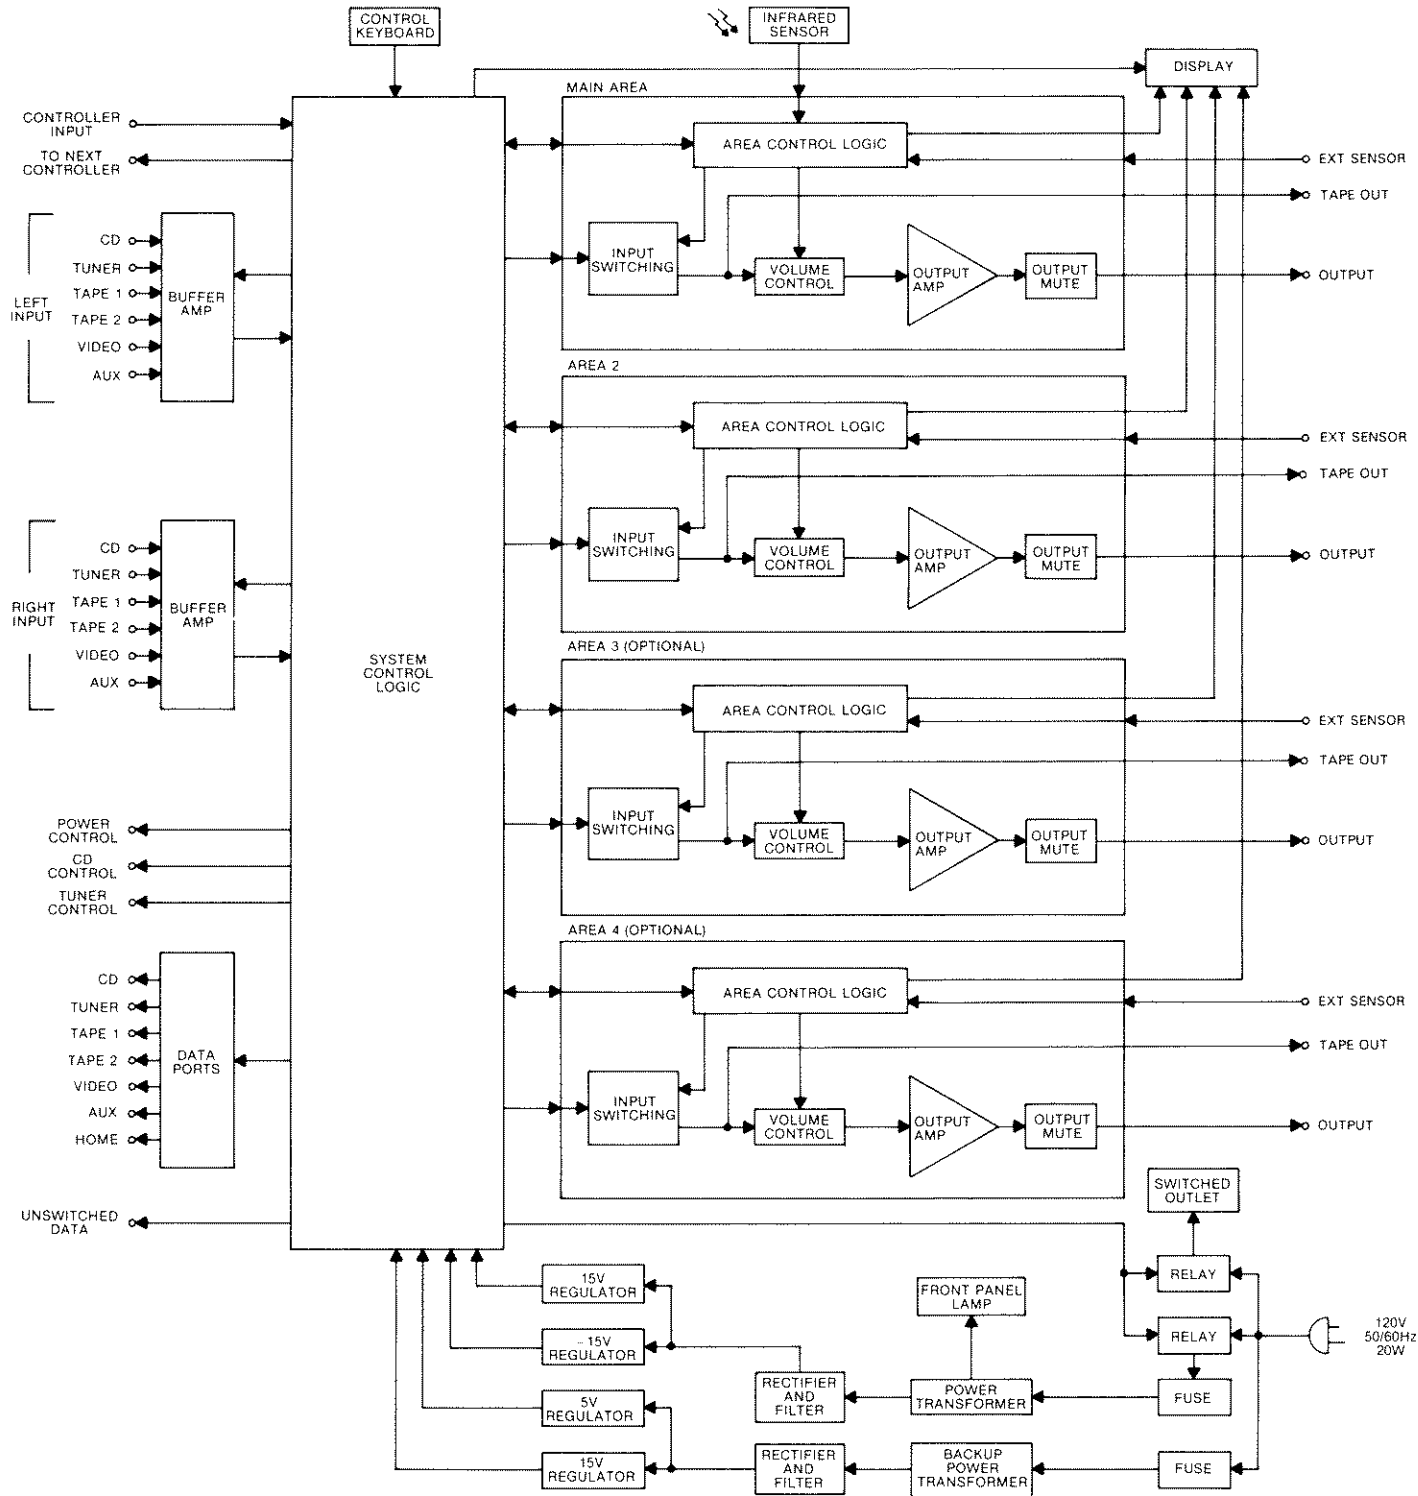 CONTROL
KEYBOARD
INFRARED
SENSOR
DISPLAY
CONTROLLER
INPUT
TO NEXT
CONTROLLER
LEFT
INPUT
CD
TUNER
TAPE 1
TAPE 2
VIDEO
AUX
BUFFER
AMP
RIGHT
INPUT
CD
TUNER
TAPE 1
TAPE 2
VIDEO
AUX
BUFFER
AMP
POWER
CONTROL
CD
CONTROL
TUNER
CONTROL
CD
TUNER
TAPE 1
TAPE 2
VIDEO
AUX
HOME
DATA
PORTS
UNSWITCHED
DATA
SYSTEM
CONTROL
LOGIC
MAIN AREA
AREA CONTROL LOGIC
INPUT
SWITCHING
VOLUME
CONTROL
OUTPUT
AMP
OUTPUT
MUTE
EXT SENSOR
TAPE OUT
OUTPUT
AREA 2
AREA CONTROL LOGIC
INPUT
SWITCHING
VOLUME
CONTROL
OUTPUT
AMP
OUTPUT
MUTE
EXT SENSOR
TAPE OUT
OUTPUT
AREA 3 (OPTIONAL)
AREA CONTROL LOGIC
INPUT
SWITCHING
VOLUME
CONTROL
OUTPUT
AMP
OUTPUT
MUTE
EXT SENSOR
TAPE OUT
OUTPUT
AREA 4 (OPTIONAL)
AREA CONTROL LOGIC
INPUT
SWITCHING
VOLUME
CONTROL
OUTPUT
AMP
OUTPUT
MUTE
EXT SENSOR
TAPE OUT
OUTPUT
SWITCHED
OUTLET
15V
REGULATOR
FRONT PANEL
LAMP
RELAY
-15V
REGULATOR
RELAY
120V
50/60Hz
20W
5V
REGULATOR
RECTIFIER
AND
FILTER
POWER
TRANSFORMER
FUSE
15V
REGULATOR
RECTIFIER
AND
FILTER
BACKUP
POWER
TRANSFORMER
FUSE